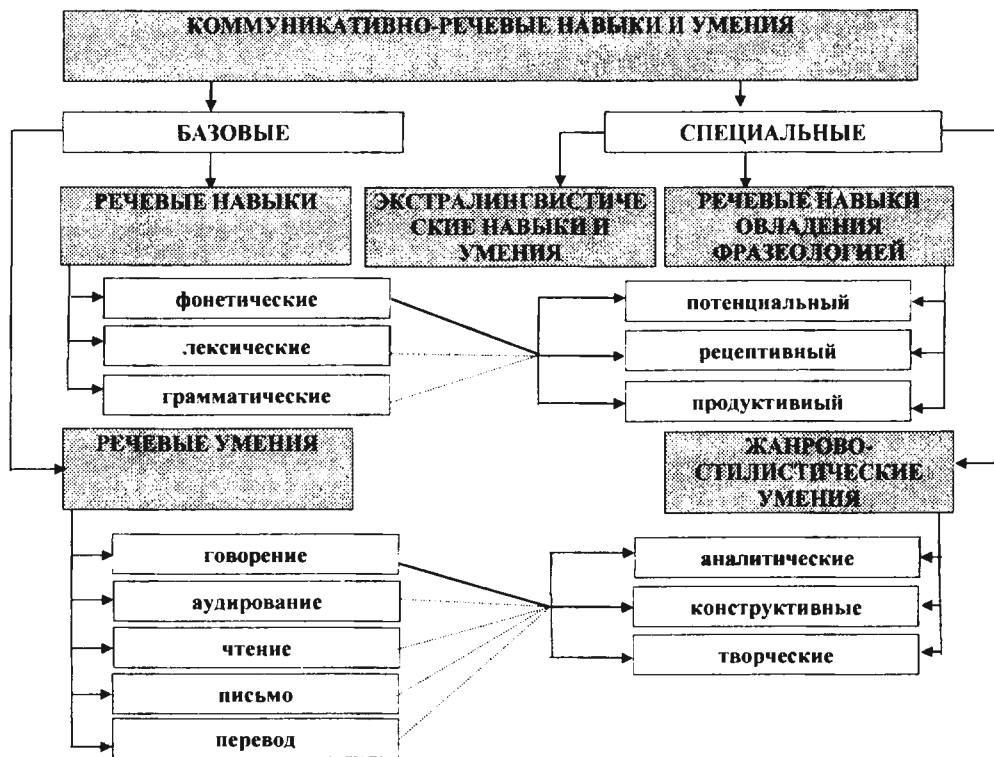 КОММУНИКАТИВНО-РЕЧЕВЫЕ НАВЫКИ И УМЕНИЯ
БАЗОВЫЕ
СПЕЦИАЛЬНЫЕ
РЕЧЕВЫЕ НАВЫКИ
ЭКСТРАЛИНГВИСТИЧЕ
СКИЕ НАВЫКИ И
УМЕНИЯ
РЕЧЕВЫЕ НАВЫКИ
ОВЛАДЕНИЯ
ФРАЗЕОЛОГИЕЙ
фонетические
лексические
грамматические
потенциальный
рецептивный
продуктивный
РЕЧЕВЫЕ УМЕНИЯ
ЖАНРОВО-
СТИЛИСТИЧЕСКИЕ
УМЕНИЯ
говорение
аудирование
чтение
письмо
перевод
аналитические
конструктивные
творческие